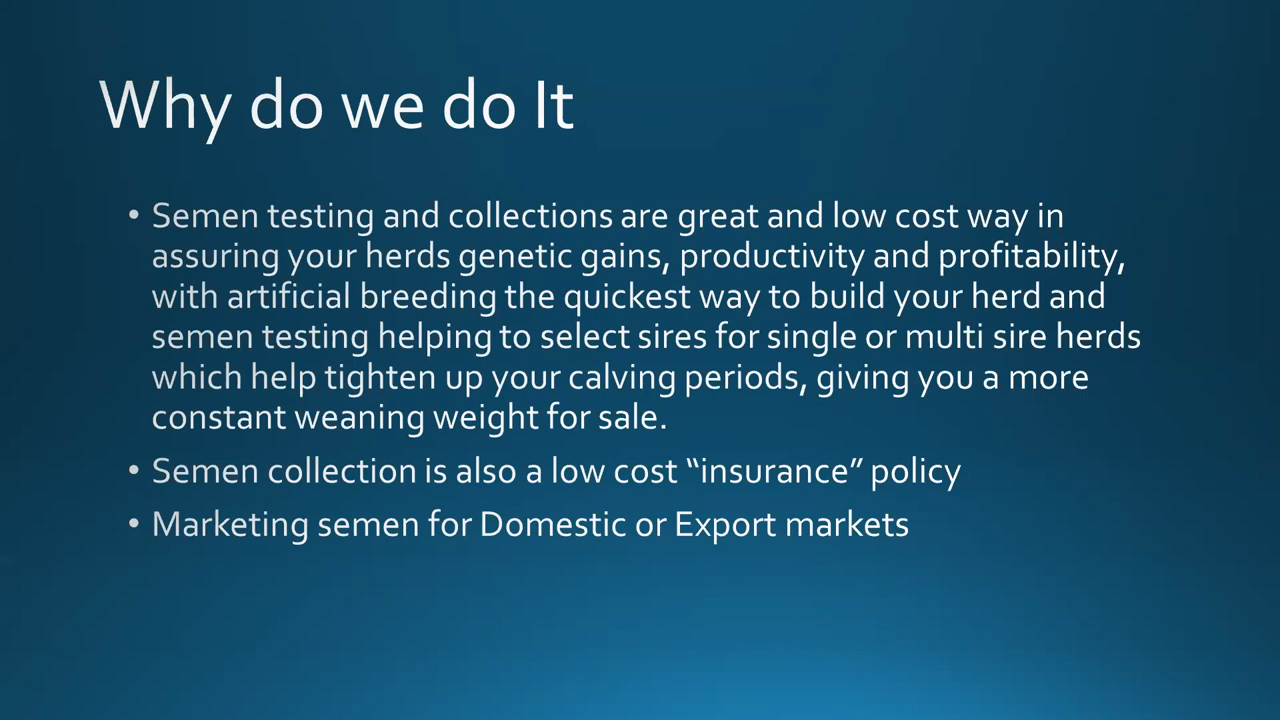 Why do we do It
• Semen testing and collections are great and low cost way in
assuring your herds genetic gains, productivity and profitability,
with artificial breeding the quickest way to build your herd and
semen testing helping to select sires for single or multi sire herds
which help tighten up your calving periods, giving you a more
constant weaning weight for sale.
• Semen collection is also a low cost “insurance” policy
• Marketing semen for Domestic or Export markets